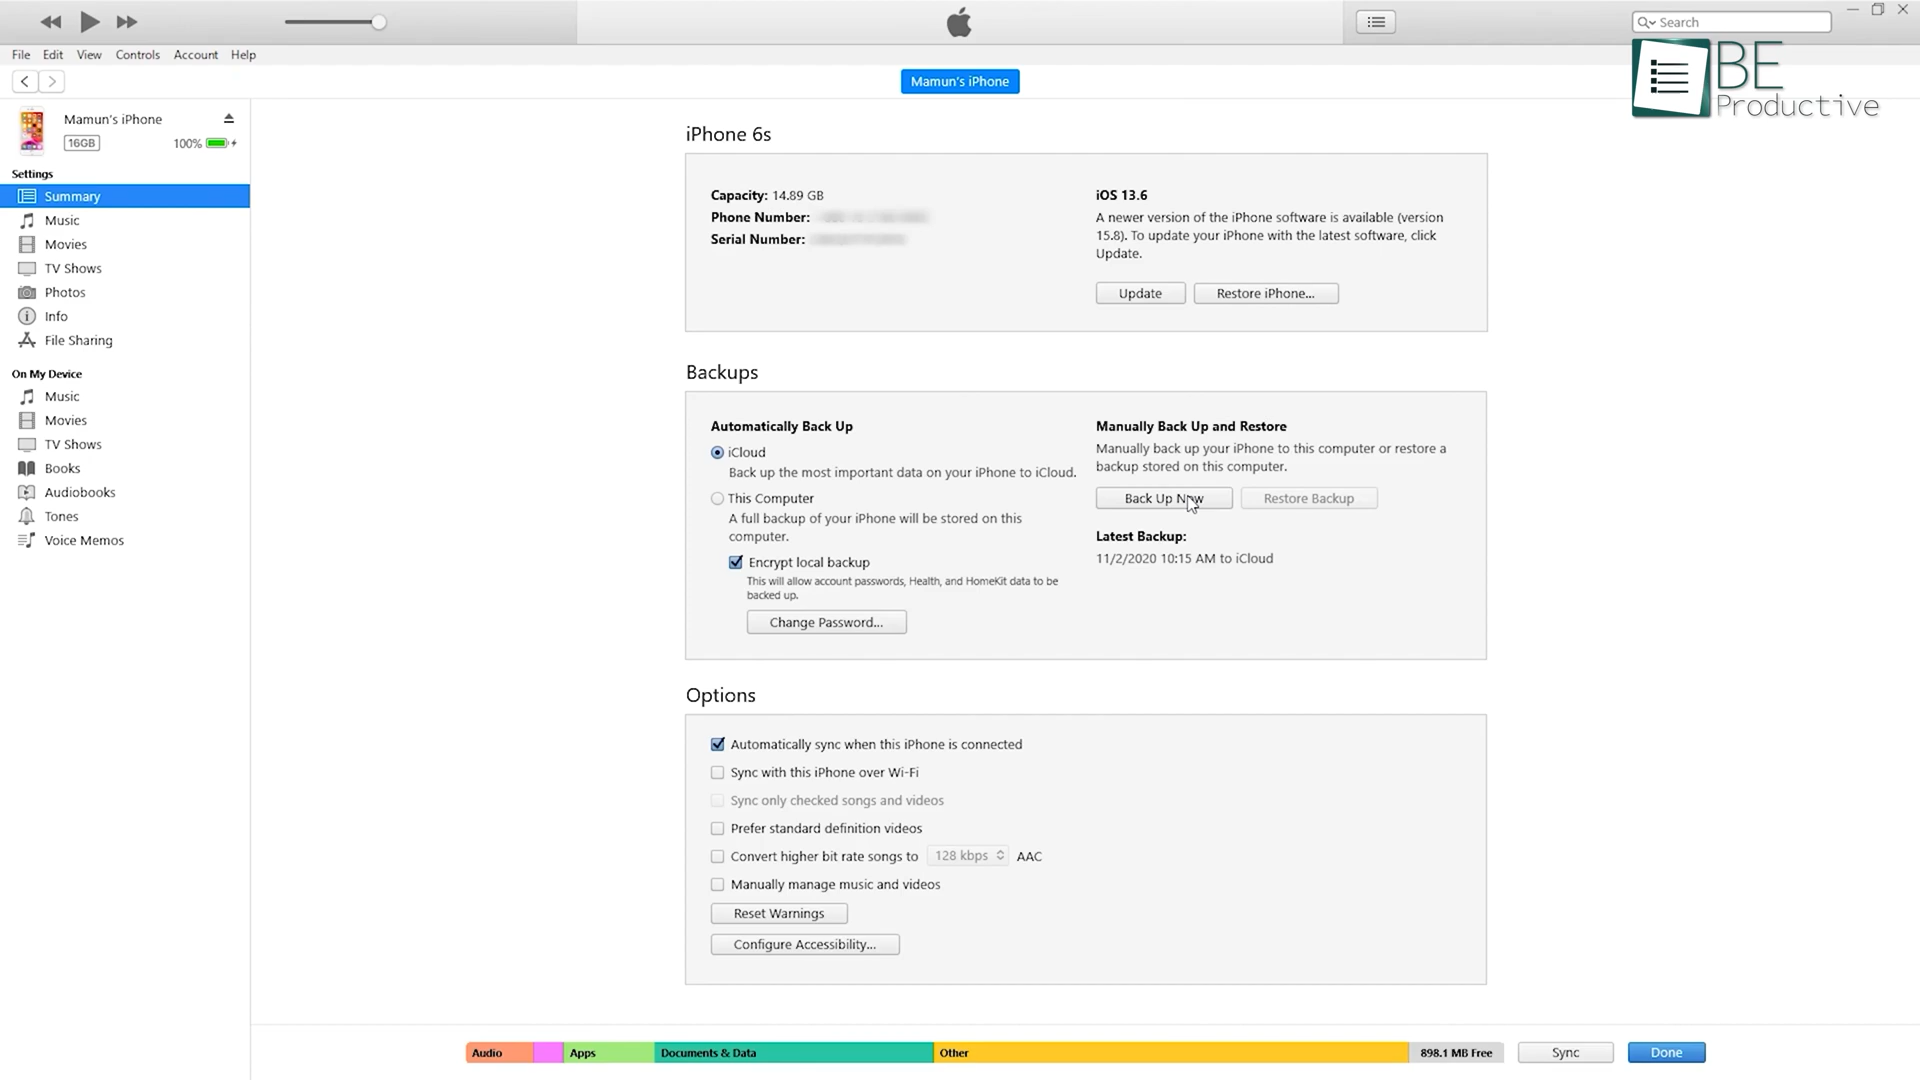 Search
File Edit View Controls Account Help
BE
Productive
Mamun's iPhone
Mamun's iPhone
16GB
100%
Settings
Summary
Music
Movies
TV Shows
Photos
Info
File Sharing
On My Device
Music
Movies
TV Shows
Books
Audiobooks
Tones
Voice Memos
iPhone 6s
Capacity: 14.89 GB
Phone Number:
Serial Number:
iOS 13.6
A newer version of the iPhone software is available (version
15.8). To update your iPhone with the latest software, click
Update.
Update
Restore iPhone...
Backups
Automatically Back Up
iCloud
Back up the most important data on your iPhone to iCloud.
This Computer
A full backup of your iPhone will be stored on this
computer.
Encrypt local backup
This will allow account passwords, Health, and HomeKit data to be
backed up.
Change Password...
Manually Back Up and Restore
Manually back up your iPhone to this computer or restore a
backup stored on this computer.
Back Up Now
Restore Backup
Latest Backup:
11/2/2020 10:15 AM to iCloud
Options
Automatically sync when this iPhone is connected
Sync with this iPhone over Wi-Fi
Sync only checked songs and videos
Prefer standard definition videos
Convert higher bit rate songs to 128 kbps AAC
Manually manage music and videos
Reset Warnings
Configure Accessibility...
Audio Apps Documents & Data Other 898.1 MB Free
Sync
Done